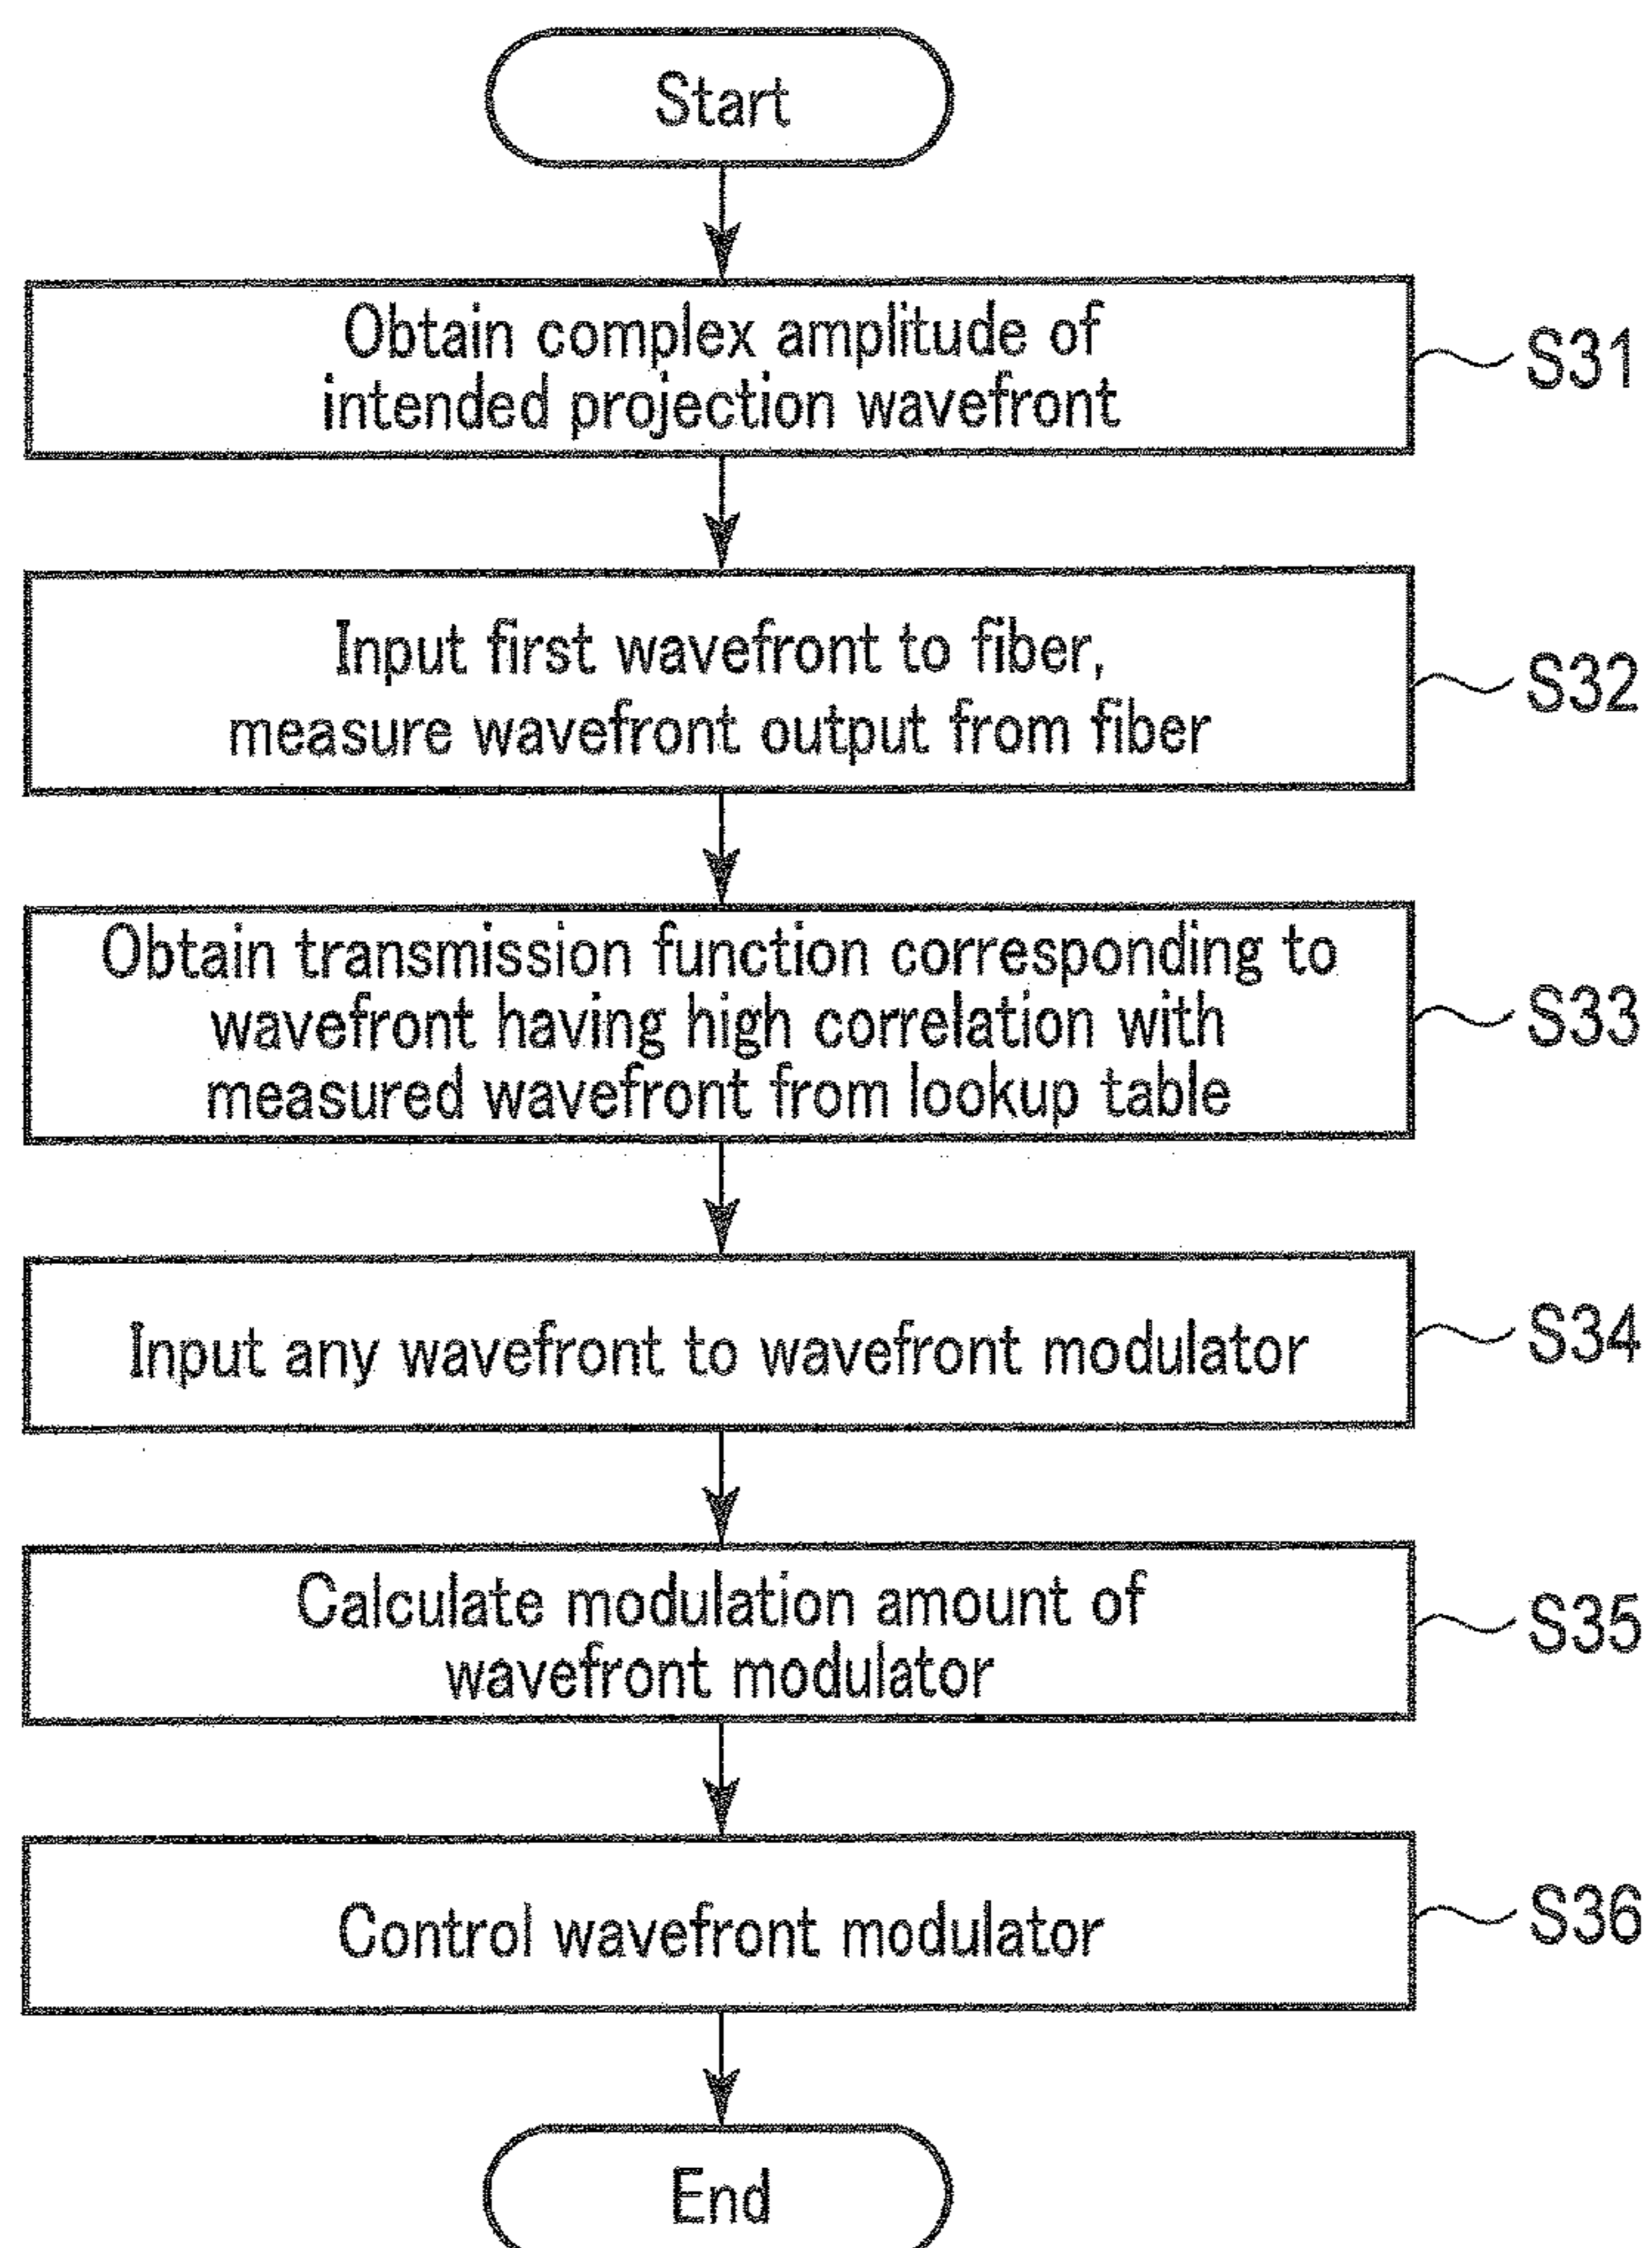 Start
Obtain complex amplitude of
intended projection wavefront
S31
Input first wavefront to fiber,
measure wavefront output from fiber
S32
Obtain transmission function corresponding to
wavefront having high correlation with
measured wavefront from lookup table
S33
Input any wavefront to wavefront modulator
S34
Calculate modulation amount of
wavefront modulator
S35
Control wavefront modulator
S36
End